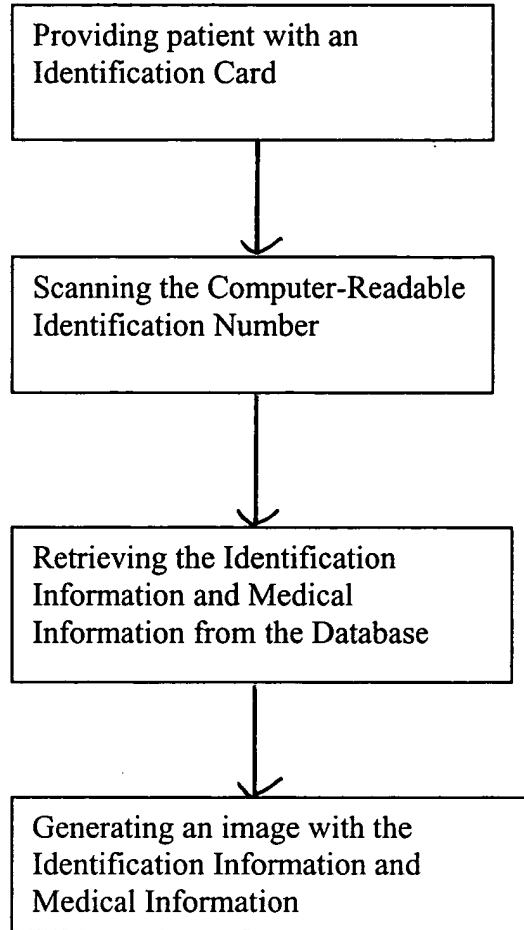 Providing patient with an
Identification Card
Scanning the Computer-Readable
Identification Number
Retrieving the Identification
Information and Medical
Information from the Database
Generating an image with the
Identification Information and
Medical Information